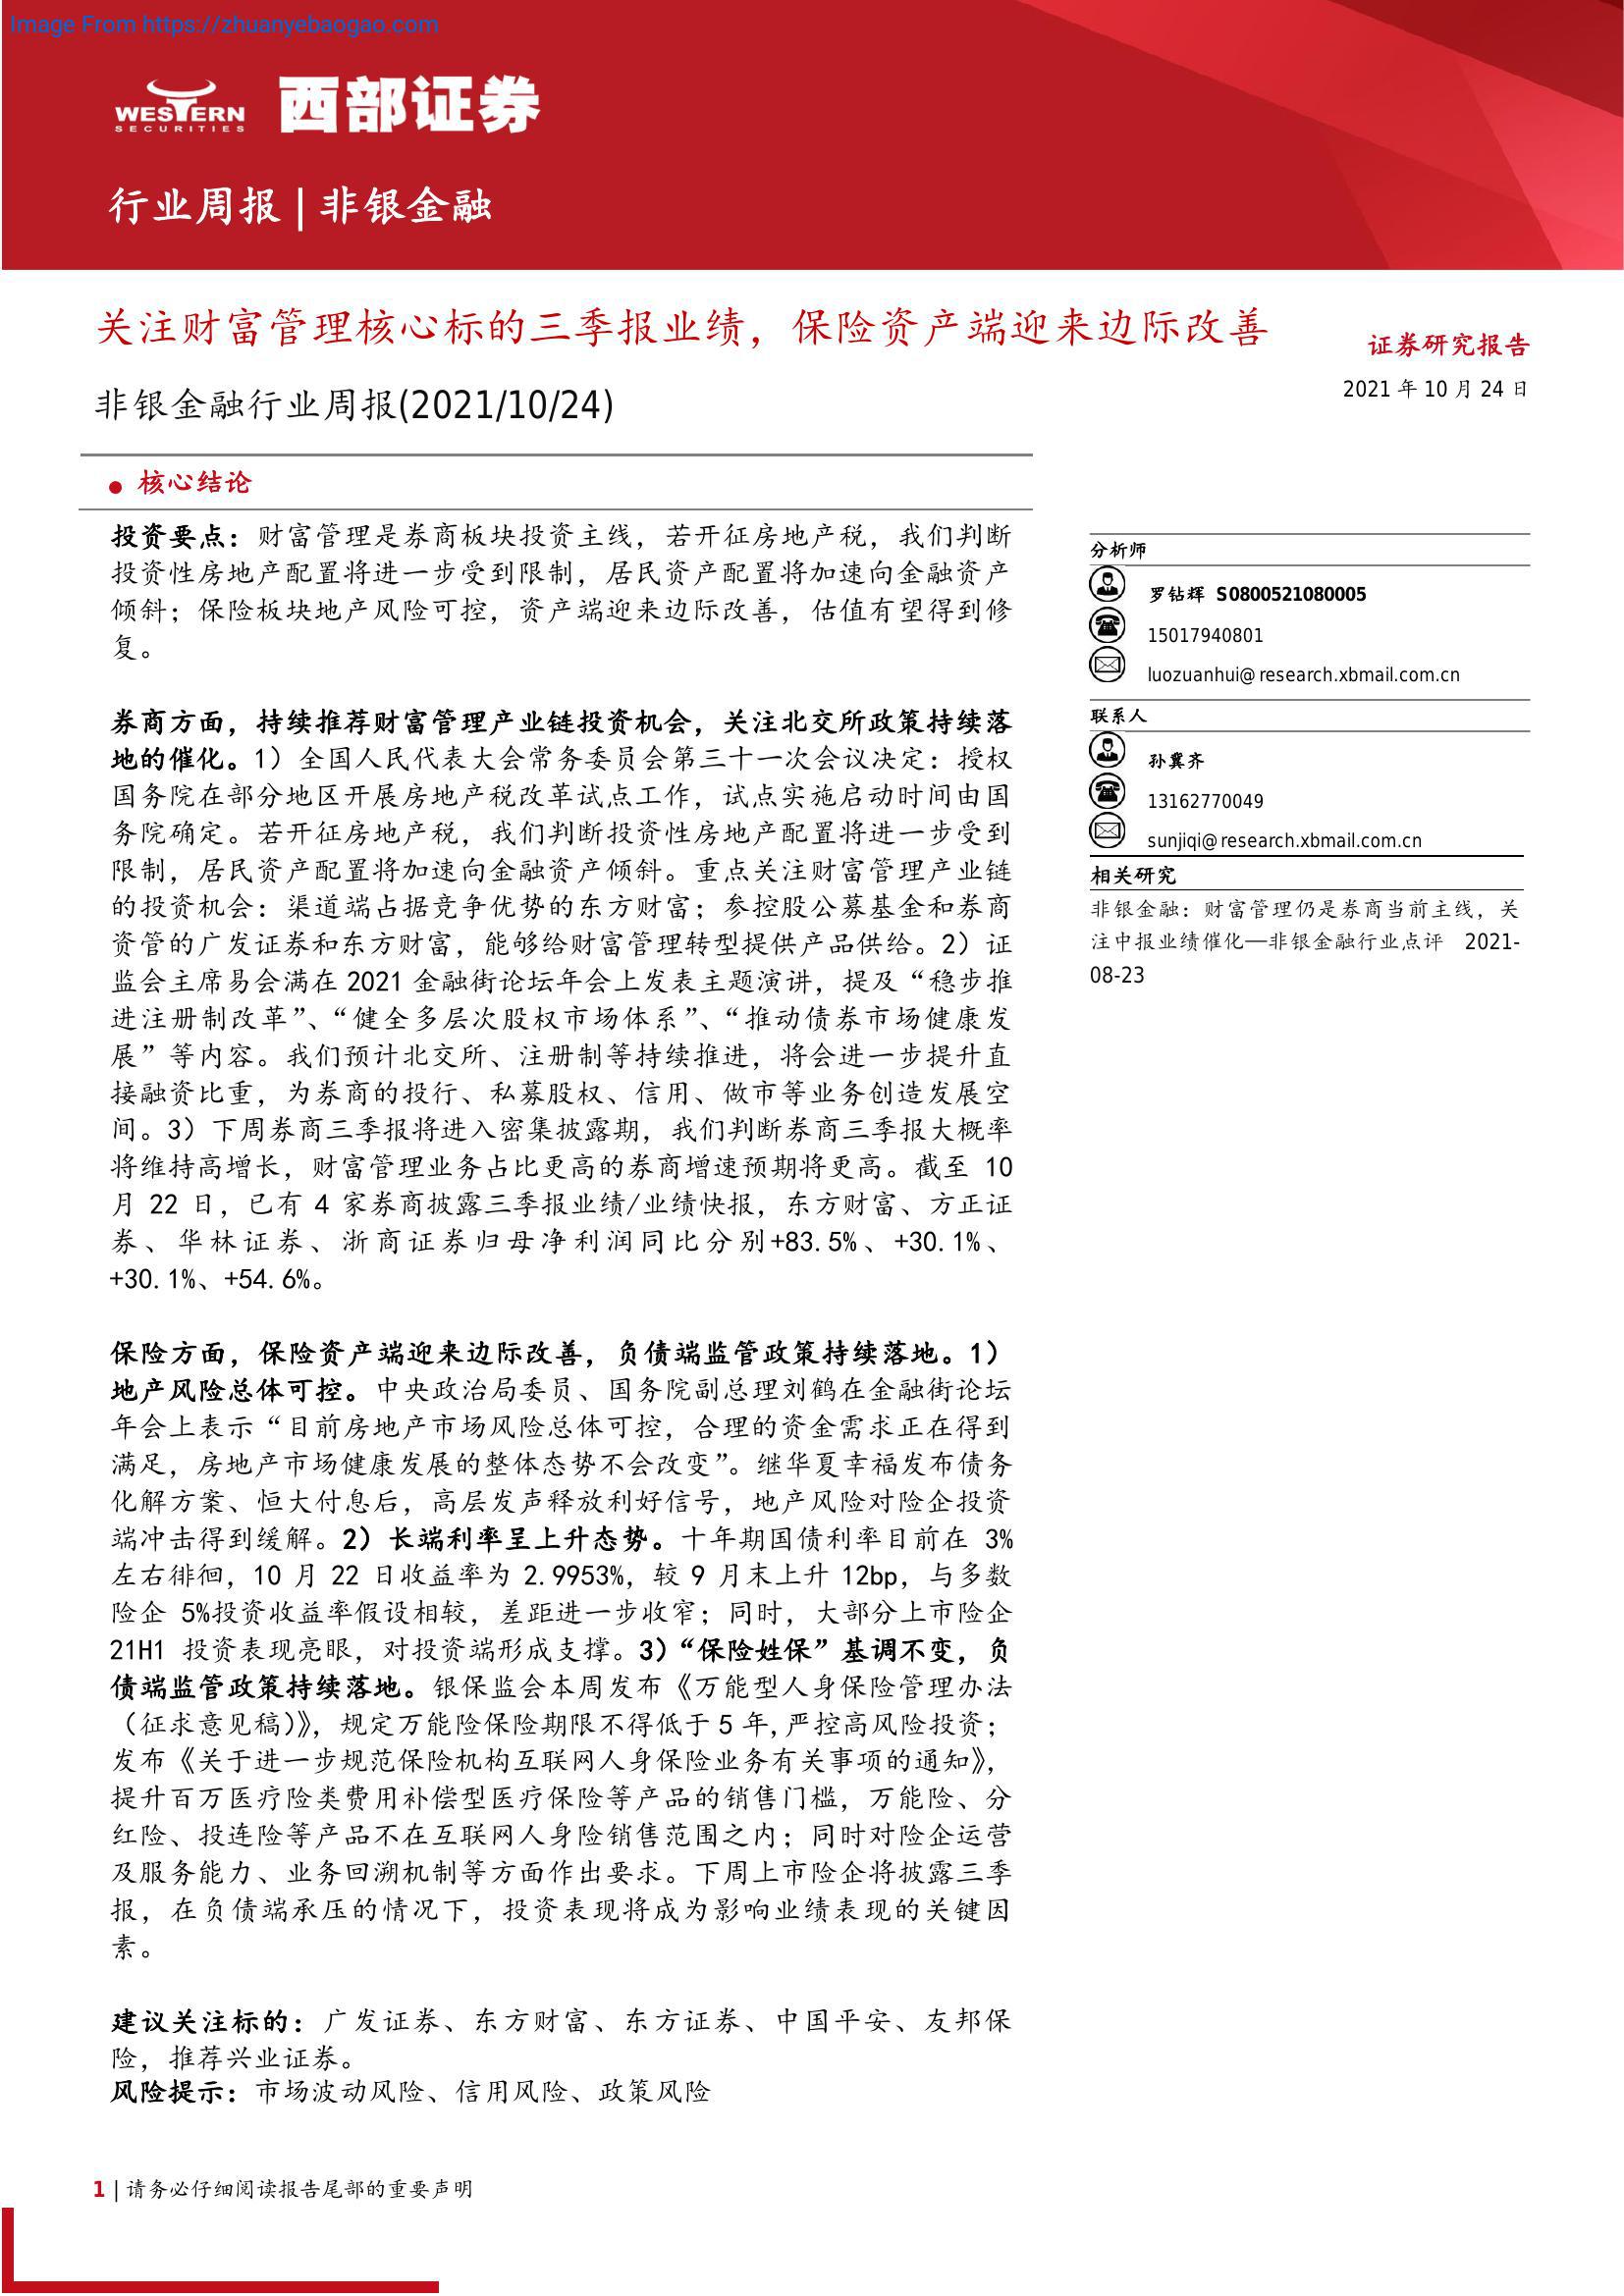 Image From https://zhuanyebaogao.com
WESTERN
SECURITIES
西部证券
行业周报 | 非银金融
关注财富管理核心标的三季报业绩，保险资产端迎来边际改善
非银金融行业周报(2021/10/24)
证券研究报告
2021 年 10 月 24 日
● 核心结论
投资要点：财富管理是券商板块投资主线，若开征房地产税，我们判断
投资性房地产配置将进一步受到限制，居民资产配置将加速向金融资产
倾斜；保险板块地产风险可控，资产端迎来边际改善，估值有望得到修
复。
券商方面，持续推荐财富管理产业链投资机会，关注北交所政策持续落
地的催化。1）全国人民代表大会常务委员会第三十一次会议决定：授权
国务院在部分地区开展房地产税改革试点工作，试点实施启动时间由国
务院确定。若开征房地产税，我们判断投资性房地产配置将进一步受到
限制，居民资产配置将加速向金融资产倾斜。重点关注财富管理产业链
的投资机会：渠道端占据竞争优势的东方财富；参控股公募基金和券商
资管的广发证券和东方财富，能够给财富管理转型提供产品供给。2）证
监会主席易会满在 2021 金融街论坛年会上发表主题演讲，提及“稳步推
进注册制改革”、“健全多层次股权市场体系”、“推动债券市场健康发
展”等内容。我们预计北交所、注册制等持续推进，将会进一步提升直
接融资比重，为券商的投行、私募股权、信用、做市等业务创造发展空
间。3）下周券商三季报将进入密集披露期，我们判断券商三季报大概率
将维持高增长，财富管理业务占比更高的券商增速预期将更高。截至 10
月 22 日，已有 4 家券商披露三季报业绩/业绩快报，东方财富、方正证
券、华林证券、浙商证券归母净利润同比分别+83.5%、+30.1%、
+30.1%、+54.6%。
保险方面，保险资产端迎来边际改善，负债端监管政策持续落地。1）
地产风险总体可控。中央政治局委员、国务院副总理刘鹤在金融街论坛
年会上表示“目前房地产市场风险总体可控，合理的资金需求正在得到
满足，房地产市场健康发展的整体态势不会改变”。继华夏幸福发布债务
化解方案、恒大付息后，高层发声释放利好信号，地产风险对险企投资
端冲击得到缓解。2）长端利率呈上升态势。十年期国债利率目前在 3%
左右徘徊，10 月 22 日收益率为 2.9953%，较 9 月末上升 12bp，与多数
险企 5%投资收益率假设相较，差距进一步收窄；同时，大部分上市险企
21H1 投资表现亮眼，对投资端形成支撑。3）“保险姓保”基调不变，负
债端监管政策持续落地。银保监会本周发布《万能型人身保险管理办法
（征求意见稿）》，规定万能险保险期限不得低于 5 年,严控高风险投资；
发布《关于进一步规范保险机构互联网人身保险业务有关事项的通知》，
提升百万医疗险类费用补偿型医疗保险等产品的销售门槛，万能险、分
红险、投连险等产品不在互联网人身险销售范围之内；同时对险企运营
及服务能力、业务回溯机制等方面作出要求。下周上市险企将披露三季
报，在负债端承压的情况下，投资表现将成为影响业绩表现的关键因
素。
建议关注标的：广发证券、东方财富、东方证券、中国平安、友邦保
险，推荐兴业证券。
风险提示：市场波动风险、信用风险、政策风险
分析师
罗钻辉 S0800521080005
15017940801
luozuanhui@research.xbmail.com.cn
联系人
孙冀齐
13162770049
sunjiqi@research.xbmail.com.cn
相关研究
非银金融：财富管理仍是券商当前主线，关
注中报业绩催化—非银金融行业点评 2021-
08-23
1 | 请务必仔细阅读报告尾部的重要声明